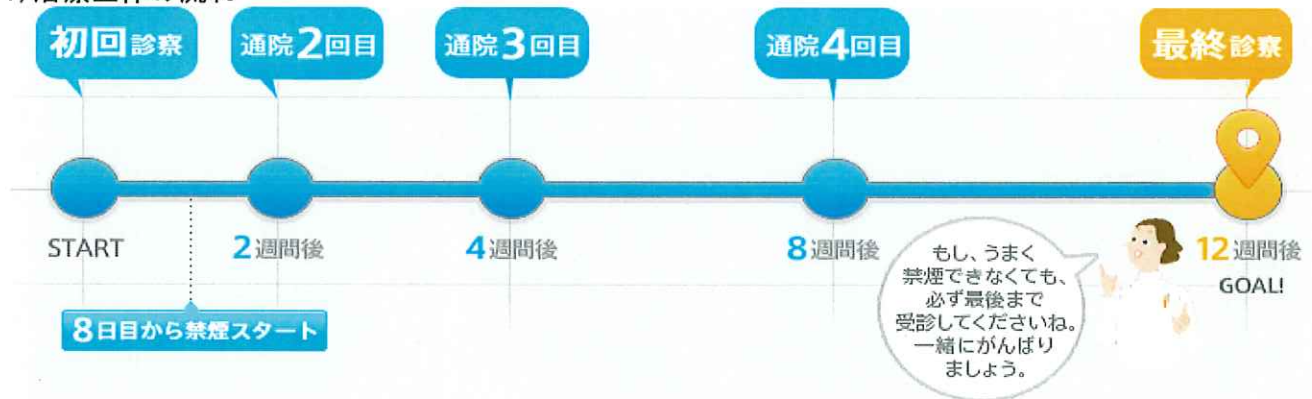 初回診察
通院2回目
通院3回目
通院4回目
最終診察
START
2週間後
4週間後
8週間後
12週間後
GOAL!
8日目から禁煙スタート
もし、うまく
禁煙できなくても、
必ず最後まで
受診してくださいね。
一緒にがんばり
ましょう。